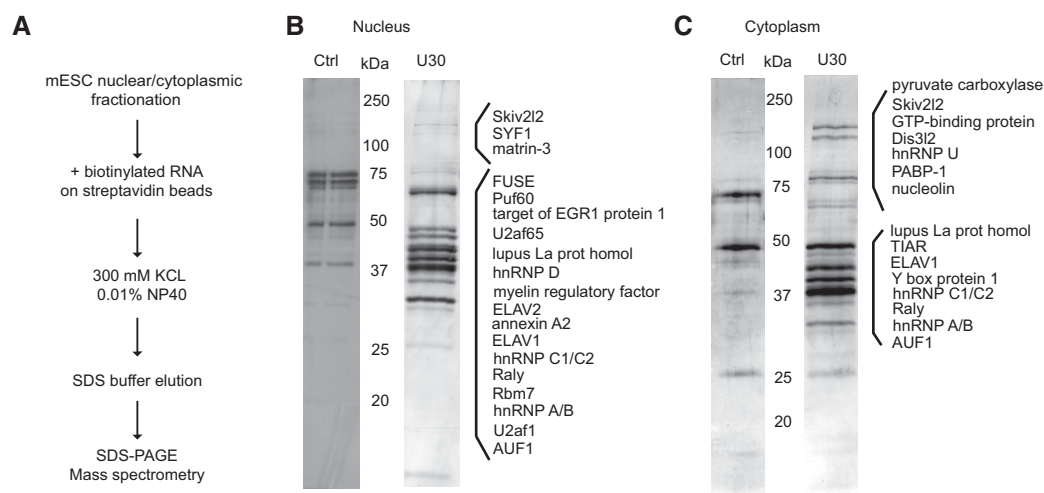 A
mESC nuclear/cytoplasmic
fractionation
+ biotinylated RNA
on streptavidin beads
300 mM KCL
0.01% NP40
SDS buffer elution
SDS-PAGE
Mass spectrometry
B
Nucleus
Ctrl
kDa
U30
250
100
75
50
37
25
20
Skiv2l2
SYF1
matrin-3
FUSE
Puf60
target of EGR1 protein 1
U2af65
lupus La prot homol
hnRNP D
myelin regulatory factor
ELAV2
annexin A2
ELAV1
hnRNP C1/C2
Raly
Rbm7
hnRNP A/B
U2af1
AUF1
C
Cytoplasm
Ctrl
kDa
U30
250
100
75
50
37
25
20
pyruvate carboxylase
Skiv2l2
GTP-binding protein
Dis3l2
hnRNP U
PABP-1
nucleolin
lupus La prot homol
TIAR
ELAV1
Y box protein 1
hnRNP C1/C2
Raly
hnRNP A/B
AUF1